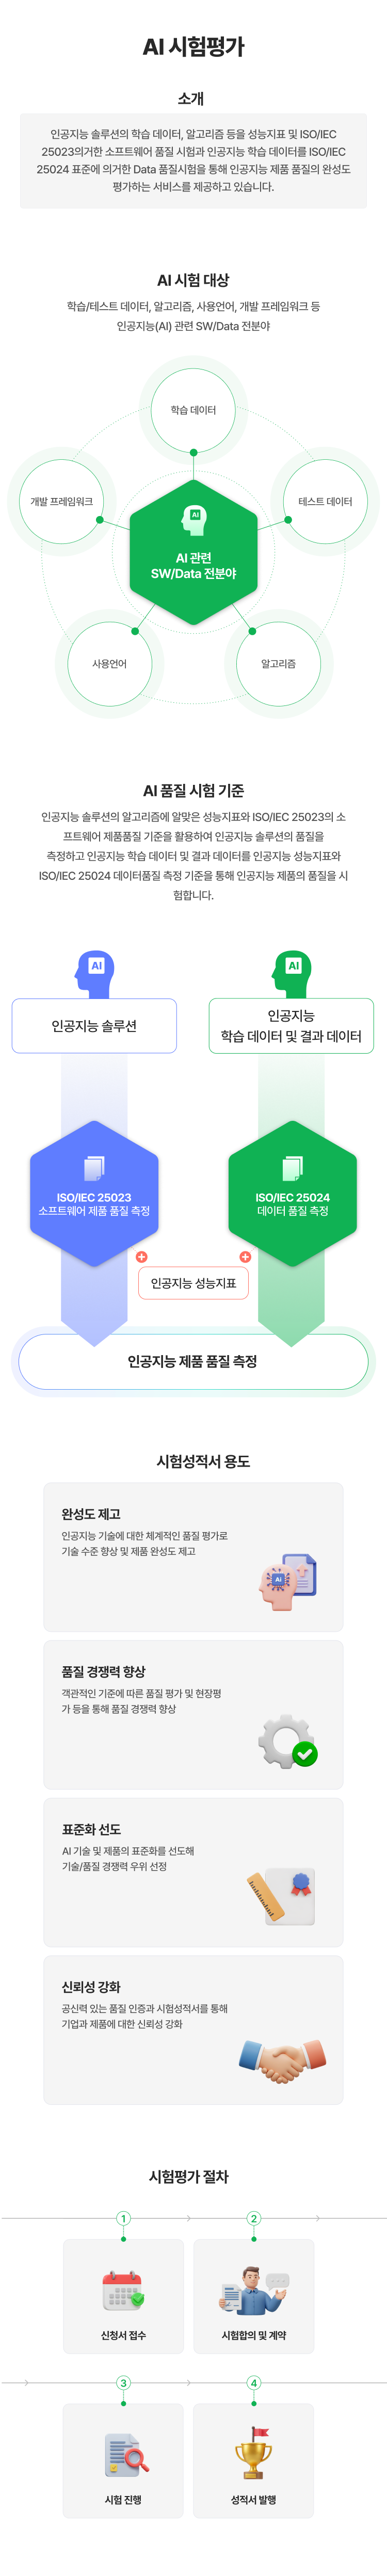 AI 시험평가
소개
인공지능 솔루션의 학습 데이터, 알고리즘 등을 성능지표 및 ISO/IEC
25023의거한 소프트웨어 품질 시험과 인공지능 학습 데이터를 ISO/IEC
25024 표준에 의거한 Data 품질시험을 통해 인공지능 제품 품질의 완성도
평가하는 서비스를 제공하고 있습니다.
AI 시험 대상
학습/테스트 데이터, 알고리즘, 사용언어, 개발 프레임워크 등
인공지능(AI) 관련 SW/Data 전분야
학습 데이터
개발 프레임워크
테스트 데이터
AI
AI 관련
SW/Data 전분야
사용언어
알고리즘
AI 품질 시험 기준
인공지능 솔루션의 알고리즘에 알맞은 성능지표와 ISO/IEC 25023의 소
프트웨어 제품품질 기준을 활용하여 인공지능 솔루션의 품질을
측정하고 인공지능 학습 데이터 및 결과 데이터를 인공지능 성능지표와
ISO/IEC 25024 데이터품질 측정 기준을 통해 인공지능 제품의 품질을 시
험합니다.
AI
AI
인공지능 솔루션
인공지능
학습 데이터 및 결과 데이터
ISO/IEC 25023
소프트웨어 제품 품질 측정
ISO/IEC 25024
데이터 품질 측정
인공지능 성능지표
인공지능 제품 품질 측정
시험성적서 용도
완성도 제고
인공지능 기술에 대한 체계적인 품질 평가로
기술 수준 향상 및 제품 완성도 제고
AI
품질 경쟁력 향상
객관적인 기준에 따른 품질 평가 및 현장평
가 등을 통해 품질 경쟁력 향상
표준화 선도
AI 기술 및 제품의 표준화를 선도해
기술/품질 경쟁력 우위 선정
신뢰성 강화
공신력 있는 품질 인증과 시험성적서를 통해
기업과 제품에 대한 신뢰성 강화
시험평가 절차
1
2
신청서 접수
시험합의 및 계약
3
4
시험 진행
성적서 발행